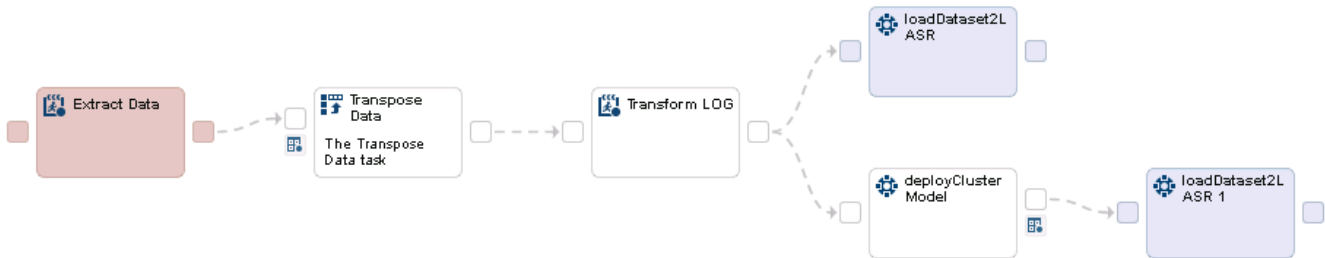 Extract Data
Transpose
Data
The Transpose
Data task
Transform LOG
loadDataset2L
ASR
deployCluster
Model
loadDataset2L
ASR 1